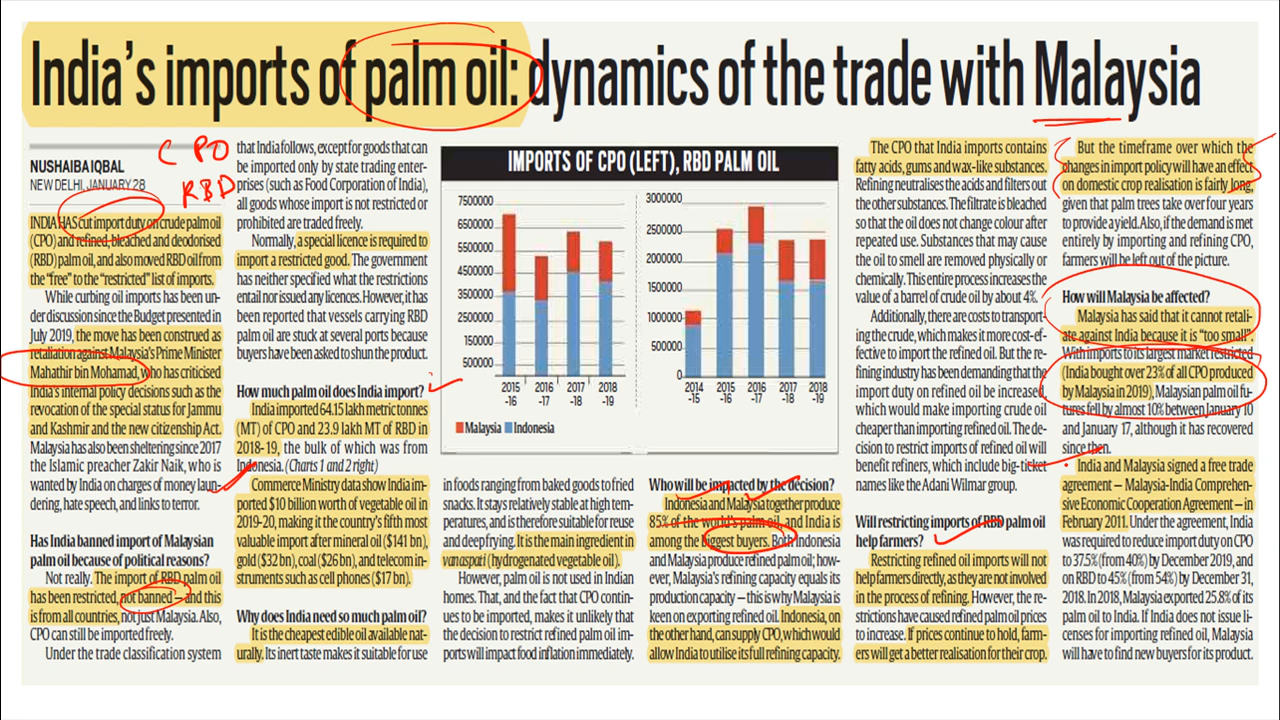 India's imports of palm oil: dynamics of the trade with Malaysia
CPO
RBD
NUSHAIBA IQBAL
NEW DELHI, JANUARY 28
INDIA HAS cut import duty on crude palm oil
(CPO) and refined, bleached and deodorised
(RBD) palm oil, and also moved RBD oil from
the "free" to the "restricted" list of imports.
While curbing oil imports has been un-
der discussion since the Budget presented in
July 2019, the move has been construed as
retaliation against Malaysia's Prime Minister
Mahathir bin Mohamad, who has criticised
India's internal policy decisions such as the
revocation of the special status for Jammu
and Kashmir and the new citizenship Act.
Malaysia has also been sheltering since 2017
the Islamic preacher Zakir Naik, who is
wanted by India on charges of money laun-
dering, hate speech, and links to terror.
Has India banned import of Malaysian
palm oil because of political reasons?
Not really. The import of RBD palm oil
has been restricted, not banned — and this
is from all countries, not just Malaysia. Also,
CPO can still be imported freely.
Under the trade classification system
that India follows, except for goods that can
be imported only by state trading enter-
prises (such as Food Corporation of India),
all goods whose import is not restricted or
prohibited are traded freely.
Normally, a special licence is required to
import a restricted good. The government
has neither specified what the restrictions
entail nor issued any licences. However, it has
been reported that vessels carrying RBD
palm oil are stuck at several ports because
buyers have been asked to shun the product.
How much palm oil does India import?
India imported 64.15 lakh metric tonnes
(MT) of CPO and 23.9 lakh MT of RBD in
2018-19, the bulk of which was from
Indonesia. (Charts 1 and 2 right)
Commerce Ministry data show India im-
ported $10 billion worth of vegetable oil in
2019-20, making it the country's fifth most
valuable import after mineral oil ($141 bn),
gold ($32 bn), coal ($26 bn), and telecom in-
struments such as cell phones ($17 bn).
Why does India need so much palm oil?
It is the cheapest edible oil available nat-
urally. Its inert taste makes it suitable for use
IMPORTS OF CPO (LEFT), RBD PALM OIL
7500000
6500000
5500000
4500000
3500000
2500000
1500000
500000
2015 2016 2017 2018
-16 -17 -18 -19
3000000
2500000
2000000
1500000
1000000
500000
0
2014 2015 2016 2017 2018
-15 -16 -17 -18 -19
Malaysia Indonesia
in foods ranging from baked goods to fried
snacks. It stays relatively stable at high tem-
peratures, and is therefore suitable for reuse
and deep frying. It is the main ingredient in
vanaspati (hydrogenated vegetable oil).
However, palm oil is not used in Indian
homes. That, and the fact that CPO contin-
ues to be imported, makes it unlikely that
the decision to restrict refined palm oil im-
ports will impact food inflation immediately.
Who will be impacted by the decision?
Indonesia and Malaysia together produce
85% of the world's palm oil, and India is
among the biggest buyers. Both Indonesia
and Malaysia produce refined palm oil; how-
ever, Malaysia's refining capacity equals its
production capacity — this is why Malaysia is
keen on exporting refined oil. Indonesia, on
the other hand, can supply CPO, which would
allow India to utilise its full refining capacity.
The CPO that India imports contains
fatty acids, gums and wax-like substances.
Refining neutralises the acids and filters out
the other substances. The filtrate is bleached
so that the oil does not change colour after
repeated use. Substances that may cause
the oil to smell are removed physically or
chemically. This entire process increases the
value of a barrel of crude oil by about 4%.
Additionally, there are costs to transport-
ing the crude, which makes it more cost-ef-
fective to import the refined oil. But the re-
fining industry has been demanding that the
import duty on refined oil be increased,
which would make importing crude oil
cheaper than importing refined oil. The de-
cision to restrict imports of refined oil will
benefit refiners, which include big-ticket
names like the Adani Wilmar group.
Will restricting imports of RBD palm oil
help farmers?
Restricting refined oil imports will not
help farmers directly, as they are not involved
in the process of refining. However, the re-
strictions have caused refined palm oil prices
to increase. If prices continue to hold, farm-
ers will get a better realisation for their crop.
But the timeframe over which the
changes in import policy will have an effect
on domestic crop realisation is fairly long,
given that palm trees take over four years
to provide a yield. Also, if the demand is met
entirely by importing and refining CPO,
farmers will be left out of the picture.
How will Malaysia be affected?
Malaysia has said that it cannot retali-
ate against India because it is "too small".
With imports to its largest market restricted
(India bought over 23% of all CPO produced
by Malaysia in 2019), Malaysian palm oil fu-
tures fell by almost 10% between January 10
and January 17, although it has recovered
since then.
India and Malaysia signed a free trade
agreement — Malaysia-India Comprehen-
sive Economic Cooperation Agreement — in
February 2011. Under the agreement, India
was required to reduce import duty on CPO
to 37.5% (from 40%) by December 2019, and
on RBD to 45% (from 54%) by December 31,
2018. In 2018, Malaysia exported 25.8% of its
palm oil to India. If India does not issue li-
censes for importing refined oil, Malaysia
will have to find new buyers for its product.